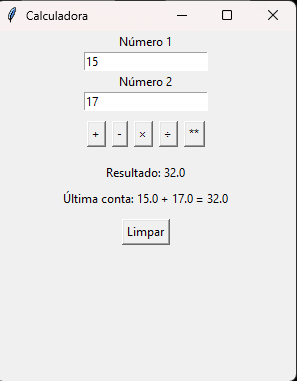 Calculadora
Número 1
15
Número 2
17
+ - × ÷ **
Resultado: 32.0
Última conta: 15.0 + 17.0 = 32.0
Limpar